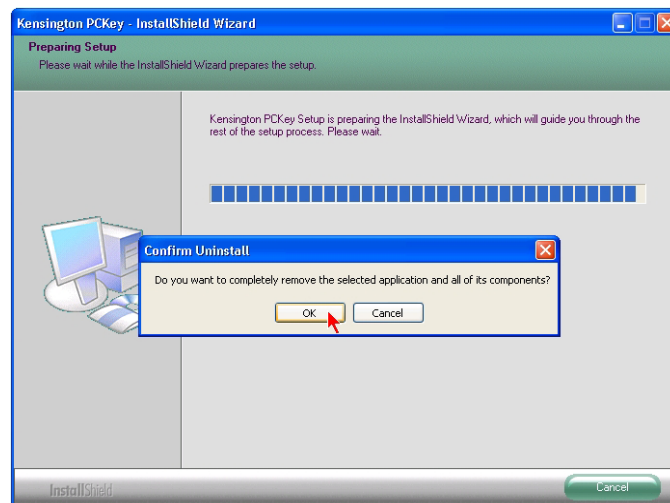 Kensington PCKey - InstallShield Wizard
Preparing Setup
Please wait while the InstallShield Wizard prepares the setup.
Kensington PCKey Setup is preparing the InstallShield Wizard, which will guide you through the
rest of the setup process. Please wait.
Confirm Uninstall
Do you want to completely remove the selected application and all of its components?
OK
Cancel
InstallShield
Cancel